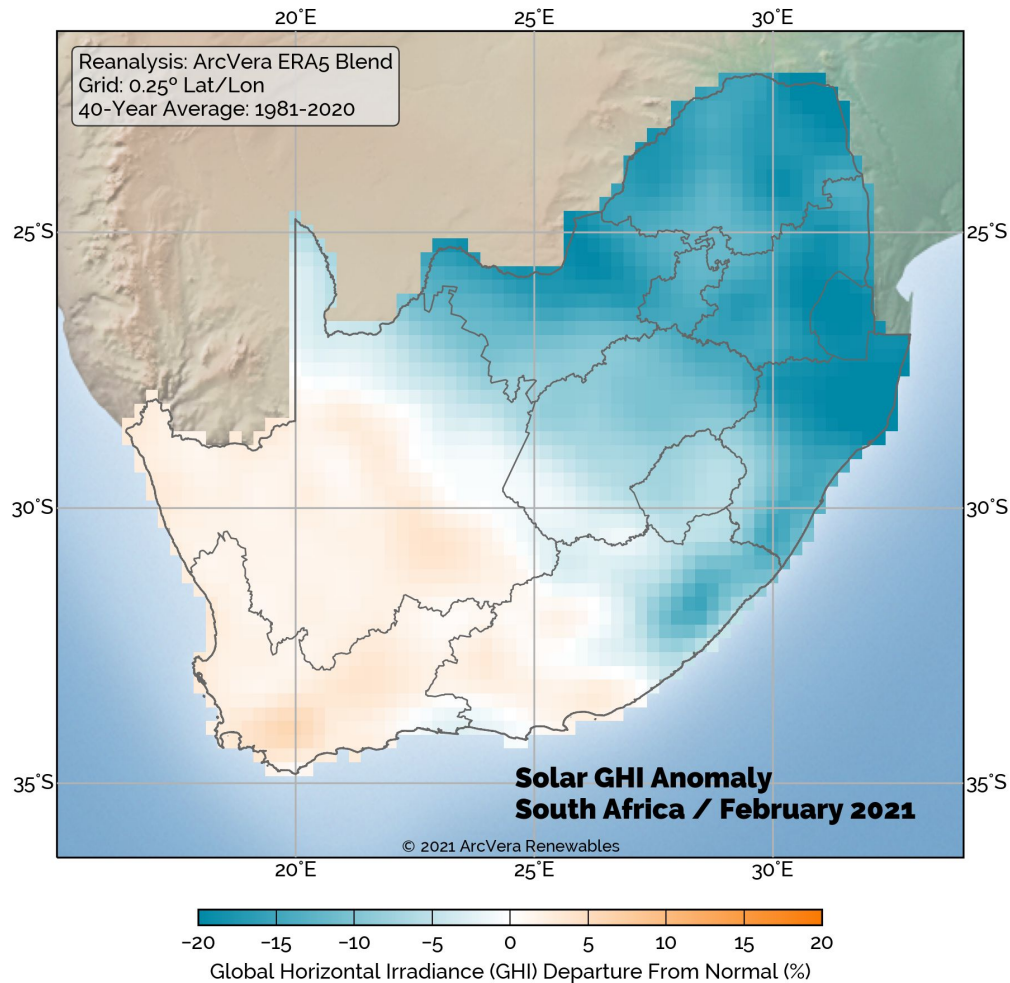 20°E 25°E 30°E
Reanalysis: ArcVera ERA5 Blend
Grid: 0.25º Lat/Lon
40-Year Average: 1981-2020
25°S 25°S
30°S 30°S
35°S 35°S
Solar GHI Anomaly
South Africa / February 2021
© 2021 ArcVera Renewables
20°E 25°E 30°E
−20 −15 −10 −5 0 5 10 15 20
Global Horizontal Irradiance (GHI) Departure From Normal (%)